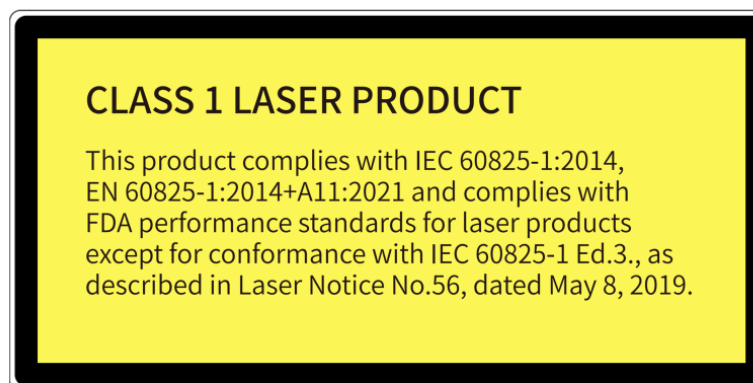 CLASS 1 LASER PRODUCT
This product complies with IEC 60825-1:2014,
EN 60825-1:2014+A11:2021 and complies with
FDA performance standards for laser products
except for conformance with IEC 60825-1 Ed.3., as
described in Laser Notice No.56, dated May 8, 2019.